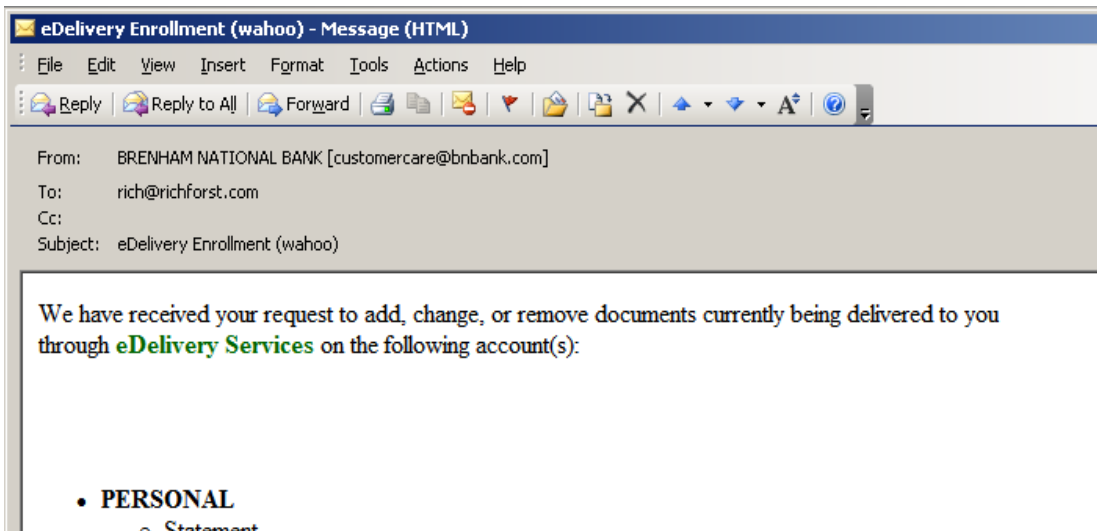 eDelivery Enrollment (wahoo) - Message (HTML)
File Edit View Insert Format Tools Actions Help
Reply Reply to All Forward
From: BRENHAM NATIONAL BANK [customercare@bnbank.com]
To: rich@richforst.com
Cc:
Subject: eDelivery Enrollment (wahoo)
We have received your request to add, change, or remove documents currently being delivered to you
through eDelivery Services on the following account(s):
• PERSONAL
o Statement